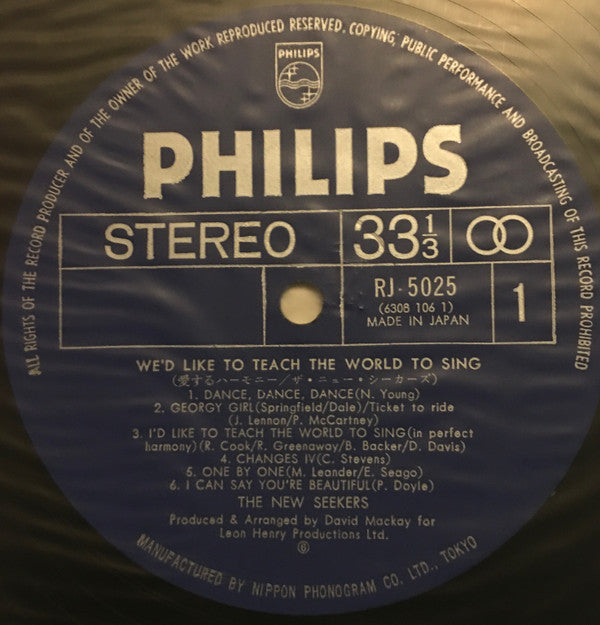 ALL RIGHTS OF THE RECORD PRODUCER AND OF THE OWNER OF THE WORK REPRODUCED RESERVED. COPYING, PUBLIC PERFORMANCE AND BROADCASTING OF THIS RECORD PROHIBITED
PHILIPS
PHILIPS
STEREO
33⅓
RJ-5025
(6308 106 1)
MADE IN JAPAN
1
WE'D LIKE TO TEACH THE WORLD TO SING
(愛するハーモニー/ザ・ニュー・シーカーズ)
1. DANCE, DANCE, DANCE(N. Young)
2. GEORGY GIRL(Springfield/Dale)/Ticket to ride
(J. Lennon/P. McCartney)
3. I'D LIKE TO TEACH THE WORLD TO SING(in perfect
harmony)(R. Cook/R. Greenaway/B. Backer/D. Davis)
4. CHANGES IV(C. Stevens)
5. ONE BY ONE(M. Leander/E. Seago)
6. I CAN SAY YOU'RE BEAUTIFUL(P. Doyle)
THE NEW SEEKERS
Produced & Arranged by David Mackay for
Leon Henry Productions Ltd.
⑥
MANUFACTURED BY NIPPON PHONOGRAM CO. LTD., TOKYO